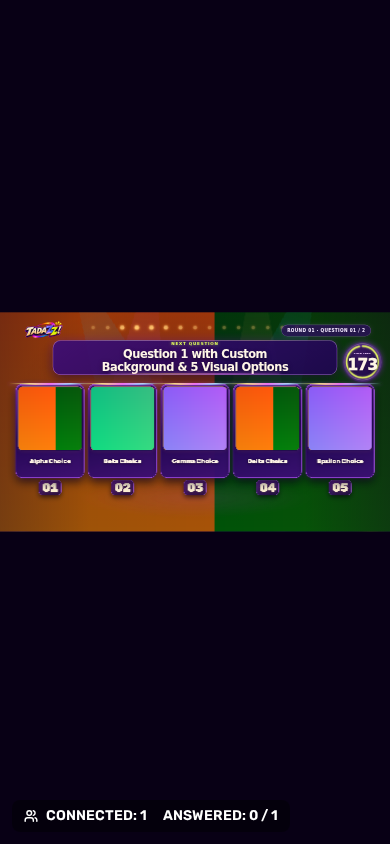 TADAZZ!
ROUND 01 - QUESTION 01 / 2
NEXT QUESTION
Question 1 with Custom
Background & 5 Visual Options
173
Alpha Choice
Beta Choice
Gamma Choice
Delta Choice
Epsilon Choice
01
02
03
04
05
CONNECTED: 1 ANSWERED: 0 / 1